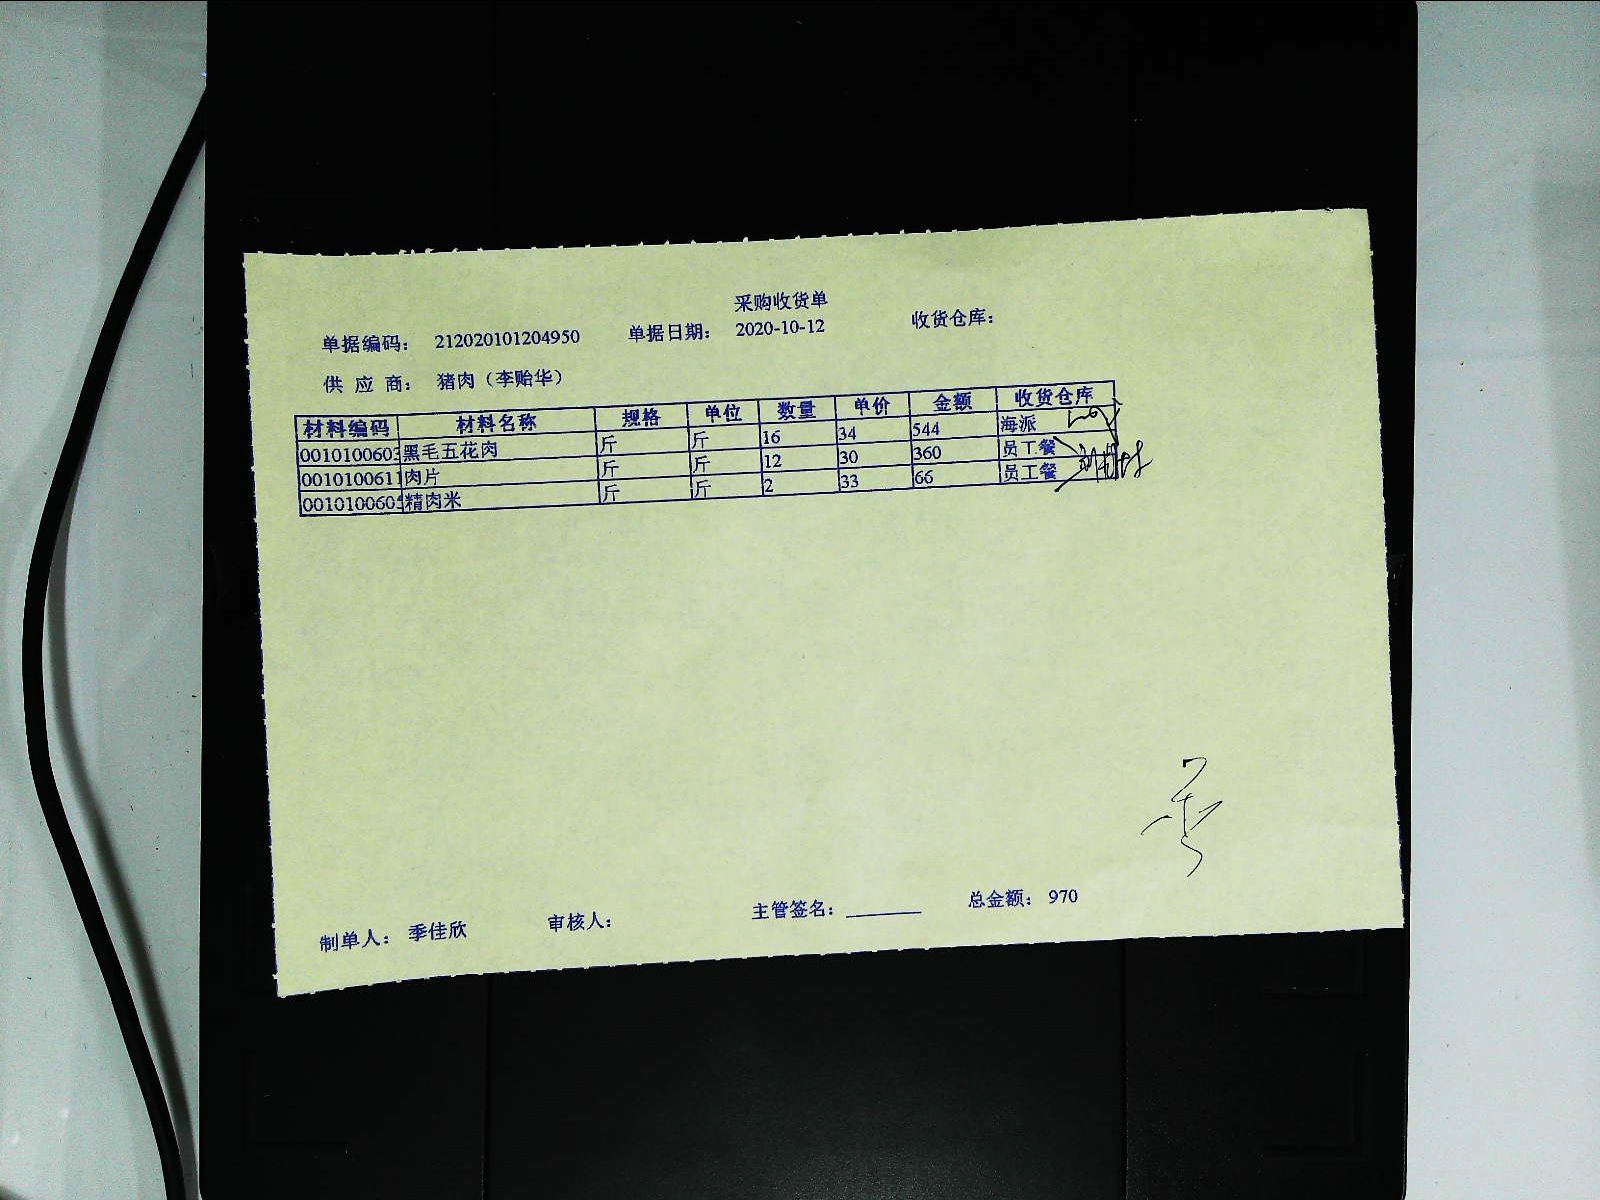 采购收货单
单据编码： 212020101204950 单据日期： 2020-10-12 收货仓库：
供 应 商： 猪肉（李贻华）
材料编码 材料名称 规格 单位 数量 单价 金额 收货仓库
0010100603 黑毛五花肉 斤 斤 16 34 544 海派
0010100611 肉片 斤 斤 12 30 360 员工餐
001010060 精肉米 斤 斤 2 33 66 员工餐
制单人： 季佳欣 审核人： 主管签名： 总金额： 970